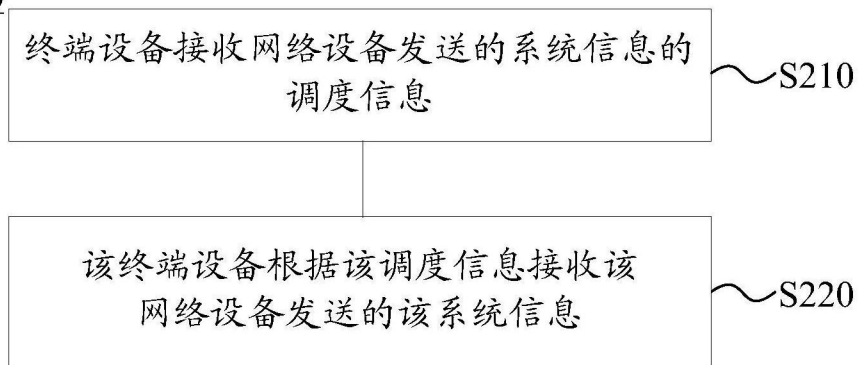 终端设备接收网络设备发送的系统信息的
调度信息
S210
该终端设备根据该调度信息接收该
网络设备发送的该系统信息
S220